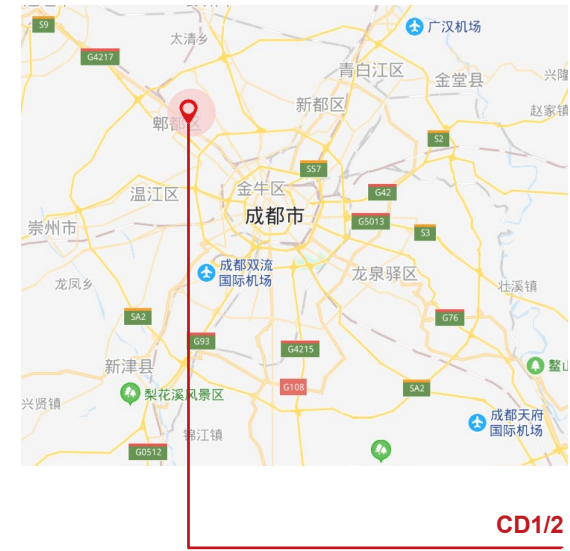 S9
广汉机场
太清乡
G4217
青白江区
金堂县
兴隆
新都区
赵家镇
郫都区
S2
S57
温江区
金牛区
G42
成都市
G5013
崇州市
S3
成都双流
国际机场
龙泉驿区
龙凤乡
壮溪镇
SA2
G76
G93
G4215
新津县
鳌山
梨花溪风景区
G108
SA2
兴贤镇
成都天府
国际机场
锦江镇
G0512
CD1/2